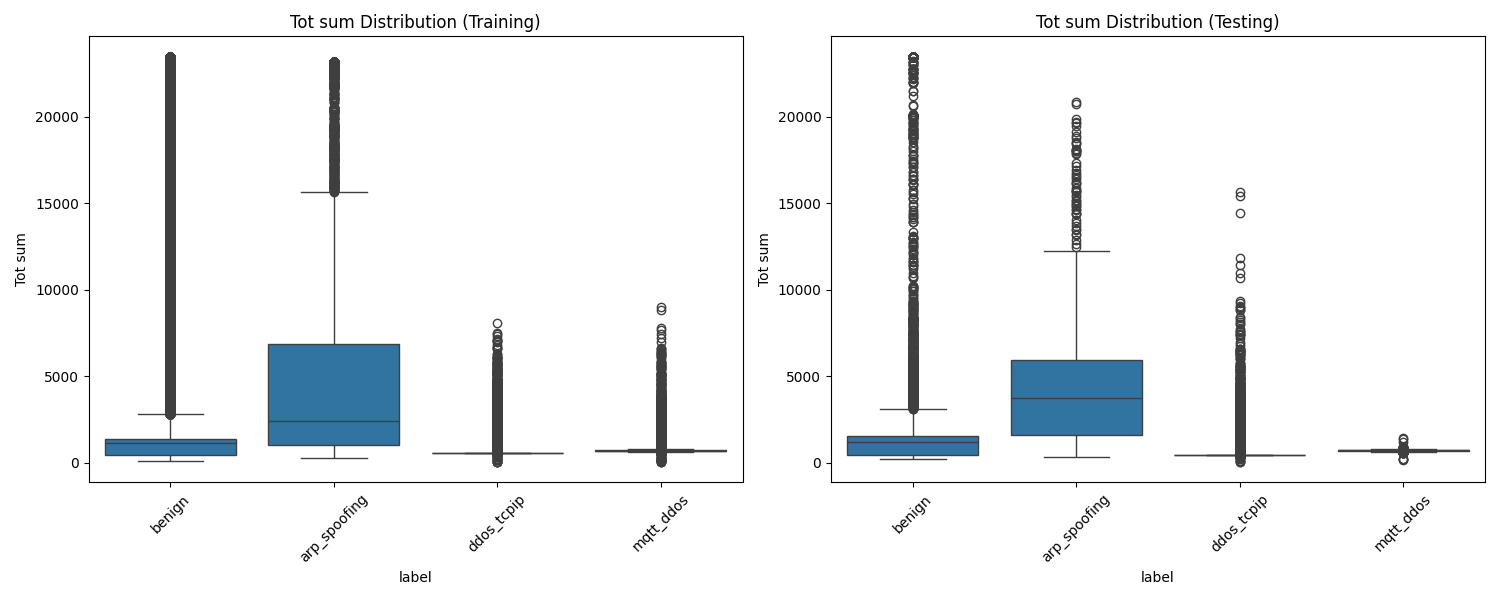 Tot sum Distribution (Training)
Tot sum
20000
15000
10000
5000
0
benign
arp_spoofing
ddos_tcpip
mqtt_ddos
label
Tot sum Distribution (Testing)
Tot sum
20000
15000
10000
5000
0
benign
arp_spoofing
ddos_tcpip
mqtt_ddos
label